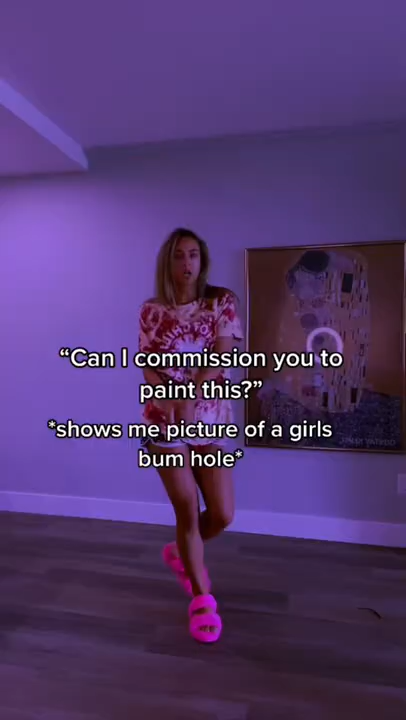 “Can I commission you to
paint this?”
*shows me picture of a girls
bum hole*